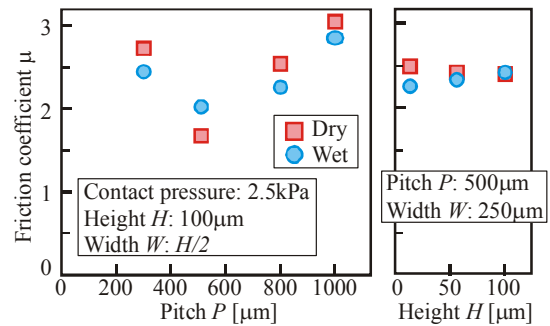 Friction coefficient μ
3
2
1
0
Dry
Wet
Contact pressure: 2.5kPa
Height H: 100μm
Width W: H/2
0 200 400 600 800 1000
Pitch P [μm]
Pitch P: 500μm
Width W: 250μm
0 50 100
Height H [μm]